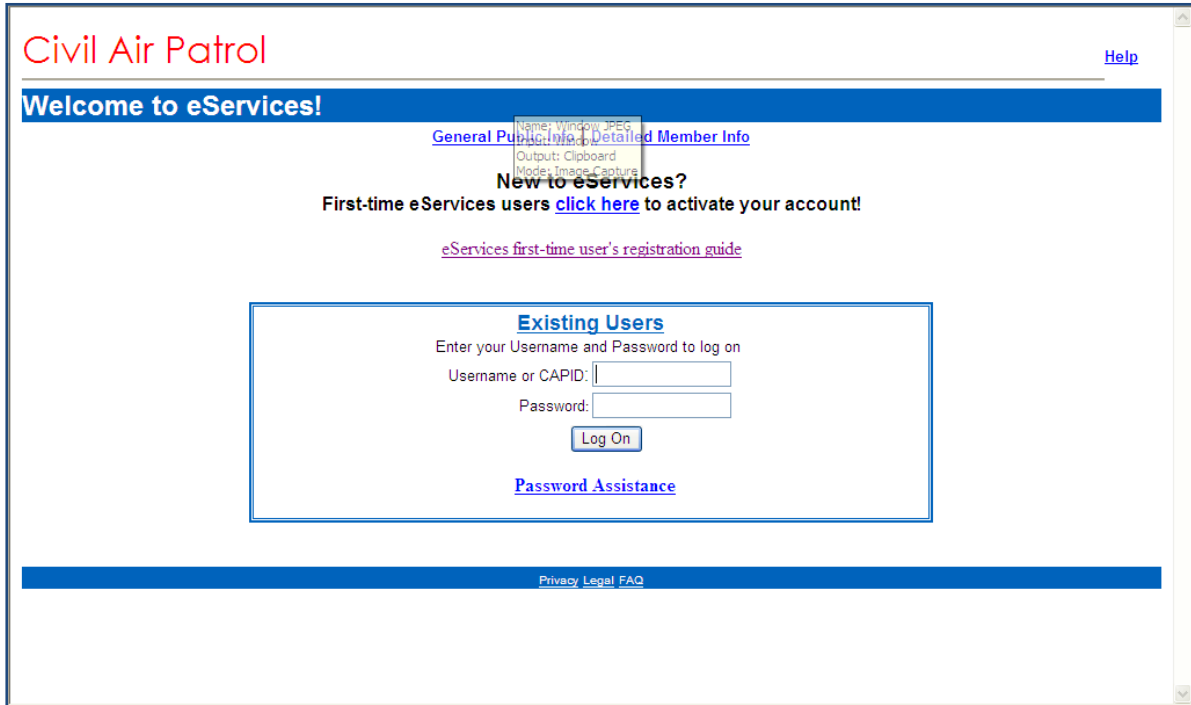 Civil Air Patrol
Help
Welcome to eServices!
General Public Info | Detailed Member Info
Name: Window JPEG
Input: Window
Output: Clipboard
Mode: Image Capture
New to eServices?
First-time eServices users click here to activate your account!
eServices first-time user's registration guide
Existing Users
Enter your Username and Password to log on
Username or CAPID:
Password:
Log On
Password Assistance
Privacy Legal FAQ